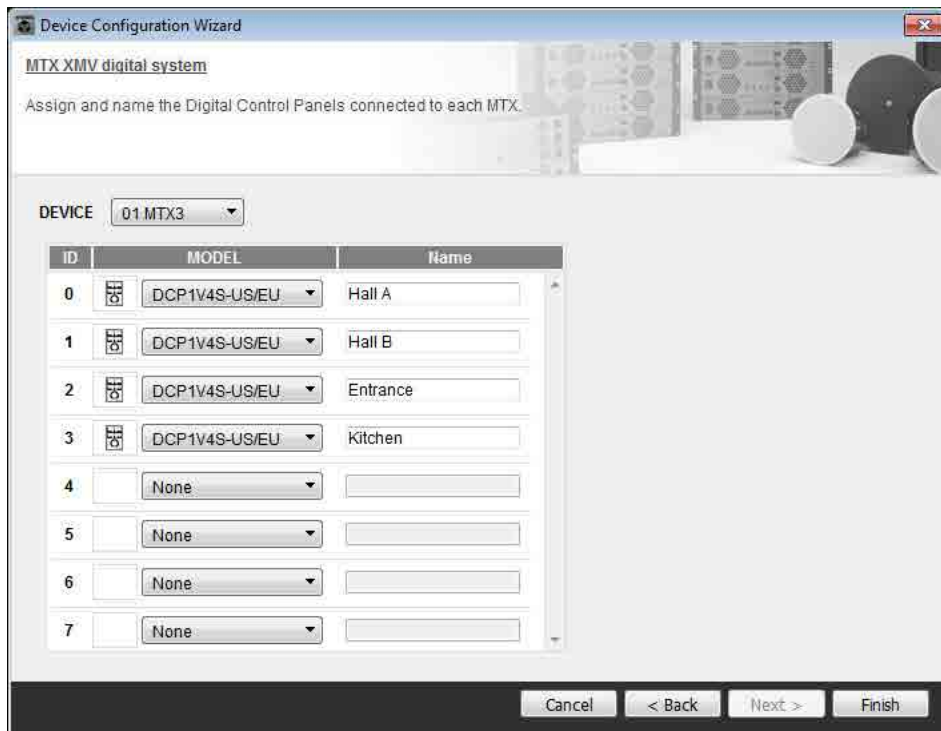 Device Configuration Wizard
MTX XMV digital system
Assign and name the Digital Control Panels connected to each MTX.
DEVICE 01 MTX3
ID MODEL Name
0 DCP1V4S-US/EU Hall A
1 DCP1V4S-US/EU Hall B
2 DCP1V4S-US/EU Entrance
3 DCP1V4S-US/EU Kitchen
4 None
5 None
6 None
7 None
Cancel < Back Next > Finish